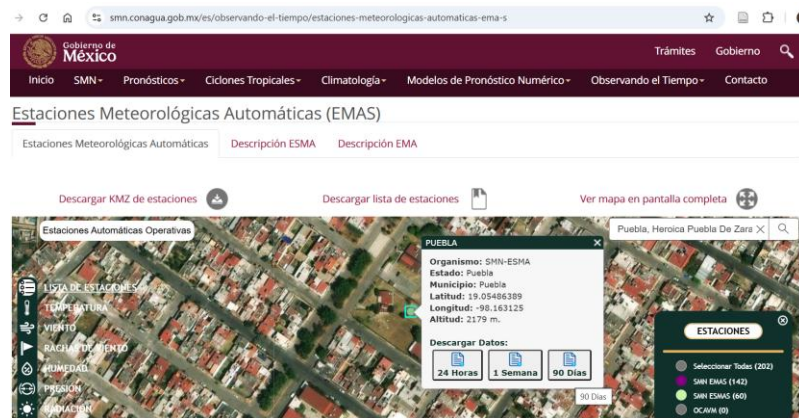 smn.conagua.gob.mx/es/observando-el-tiempo/estaciones-meteorologicas-automaticas-ema-s
Gobierno de
México
Trámites Gobierno
Inicio SMN Pronósticos Ciclones Tropicales Climatología Modelos de Pronóstico Numérico Observando el Tiempo Contacto
Estaciones Meteorológicas Automáticas (EMAS)
Estaciones Meteorológicas Automáticas Descripción ESMA Descripción EMA
Descargar KMZ de estaciones Descargar lista de estaciones Ver mapa en pantalla completa
Estaciones Automáticas Operativas
Puebla, Heroica Puebla De Zara
PUEBLA
Organismo: SMN-ESMA
Estado: Puebla
Municipio: Puebla
Latitud: 19.05486389
Longitud: -98.163125
Altitud: 2179 m.
Descargar Datos:
24 Horas 1 Semana 90 Días
90 Dias
LISTA DE ESTACIONES
TEMPERATURA
VIENTO
RACHAS DE VIENTO
HUMEDAD
PRESIÓN
RADIACIÓN
ESTACIONES
Seleccionar Todas (202)
SMN EMAS (142)
SMN ESMAS (60)
OCAVM (0)